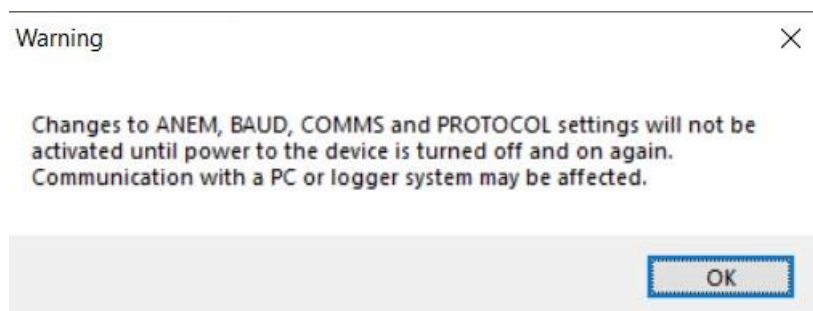 Warning
Changes to ANEM, BAUD, COMMS and PROTOCOL settings will not be
activated until power to the device is turned off and on again.
Communication with a PC or logger system may be affected.
OK